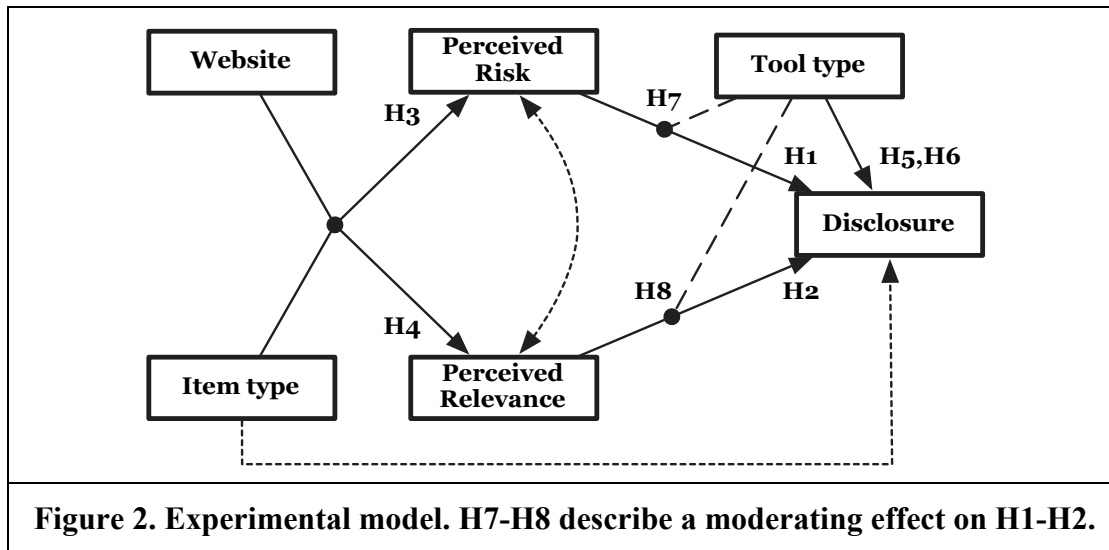 Website
Perceived
Risk
Tool type
H3
H7
H1
H5,H6
Disclosure
H4
H8
H2
Item type
Perceived
Relevance
Figure 2. Experimental model. H7-H8 describe a moderating effect on H1-H2.